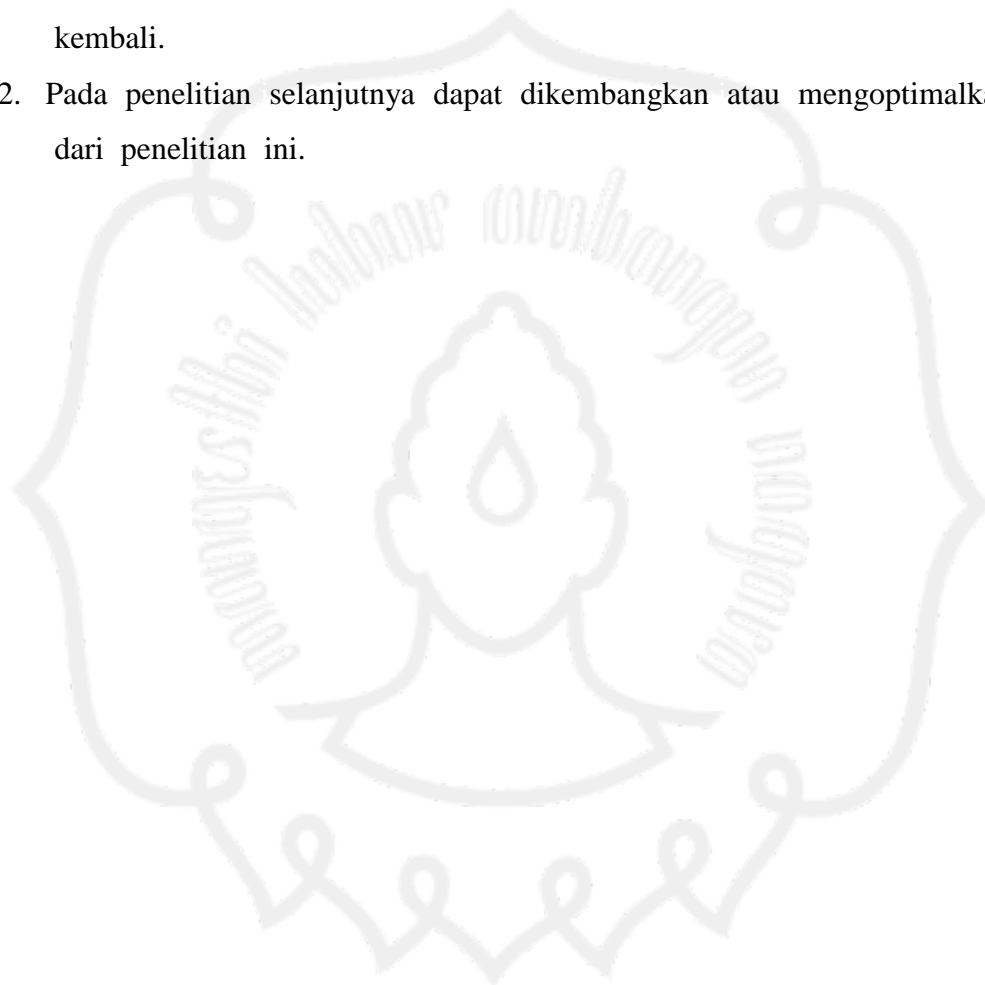 kembali.
2. Pada penelitian selanjutnya dapat dikembangkan atau mengoptimalka
dari penelitian ini.